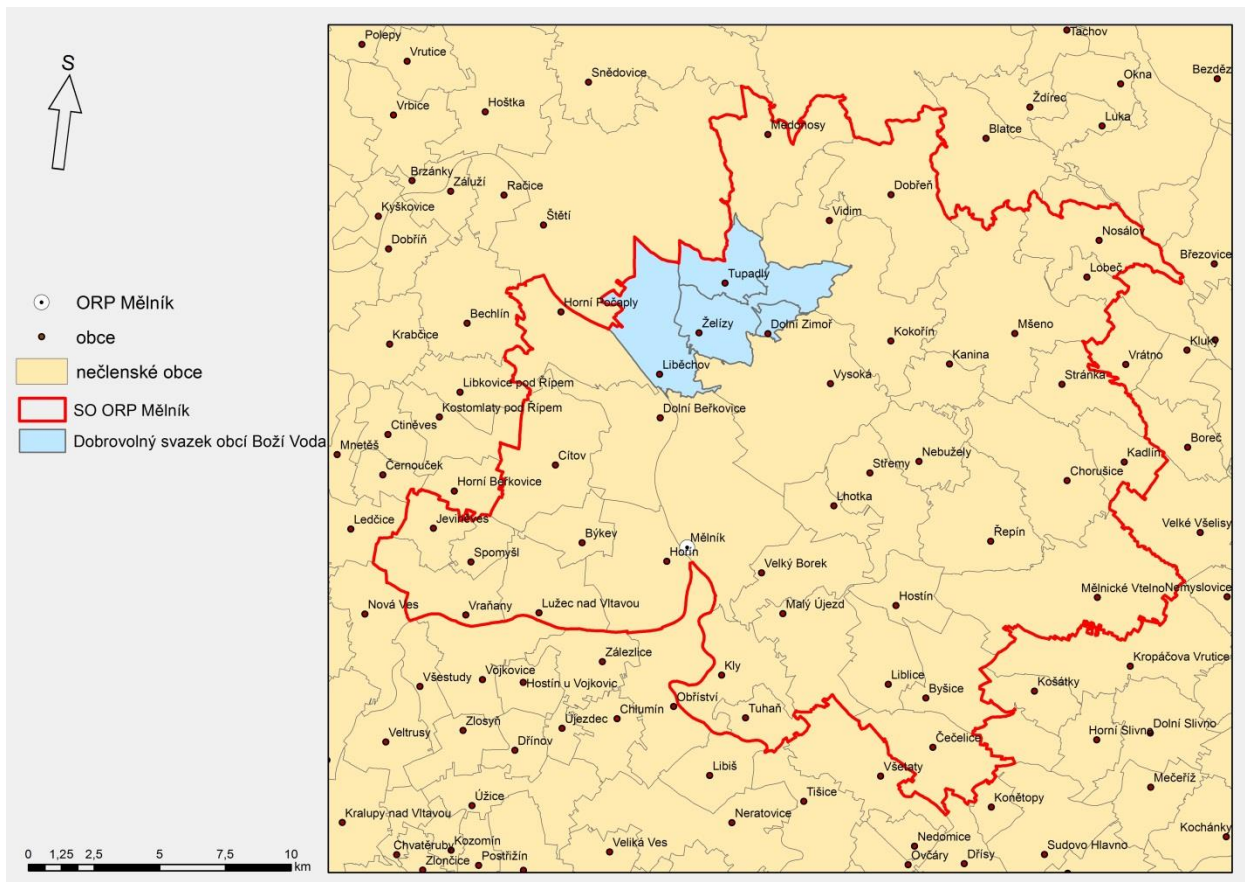 S
ORP Mělník
obce
nečlenské obce
SO ORP Mělník
Dobrovolný svazek obcí Boží Voda
0 1,25 2,5 5 7,5 10
km
Polepy
Vrutice
Snědovice
Tachov
Okna
Bezděz
Vrbice
Hoštka
Ždírec
Luka
Medonosy
Blatce
Brzánky
Záluží
Račice
Dobřeň
Kyškovice
Štětí
Vidim
Dobříň
Nosálov
Březovice
Tupadly
Lobeč
Horní Počaply
Bechlín
Želízy
Dolní Zimoř
Krabčice
Kokořín
Mšeno
Kluky
Kanina
Vrátno
Liběchov
Vysoká
Stránka
Libkovice pod Řípem
Kostomlaty pod Řípem
Dolní Beřkovice
Ctiněves
Mnetěš
Boreč
Černouček
Cítov
Střemy
Nebužely
Kadlín
Chorušice
Horní Beřkovice
Lhotka
Ledčice
Jeviněves
Velké Všelisy
Býkev
Mělník
Řepín
Spomyšl
Hořín
Velký Borek
Nová Ves
Vraňany
Lužec nad Vltavou
Malý Újezd
Hostín
Mělnické Vtelno
Nemyslovice
Zálezlice
Kropáčova Vrutice
Všestudy
Vojkovice
Hostín u Vojkovic
Kly
Liblice
Byšice
Košátky
Obříství
Chlumín
Tuhaň
Zlosyň
Újezdec
Veltrusy
Dřínov
Čečelice
Horní Slivno
Dolní Slivno
Libiš
Všetaty
Mečeříž
Úžice
Tišice
Konětopy
Kralupy nad Vltavou
Neratovice
Kochánky
Chvatěruby
Kozomín
Veliká Ves
Nedomice
Zlončice
Postřižín
Ovčáry
Dřísy
Sudovo Hlavno